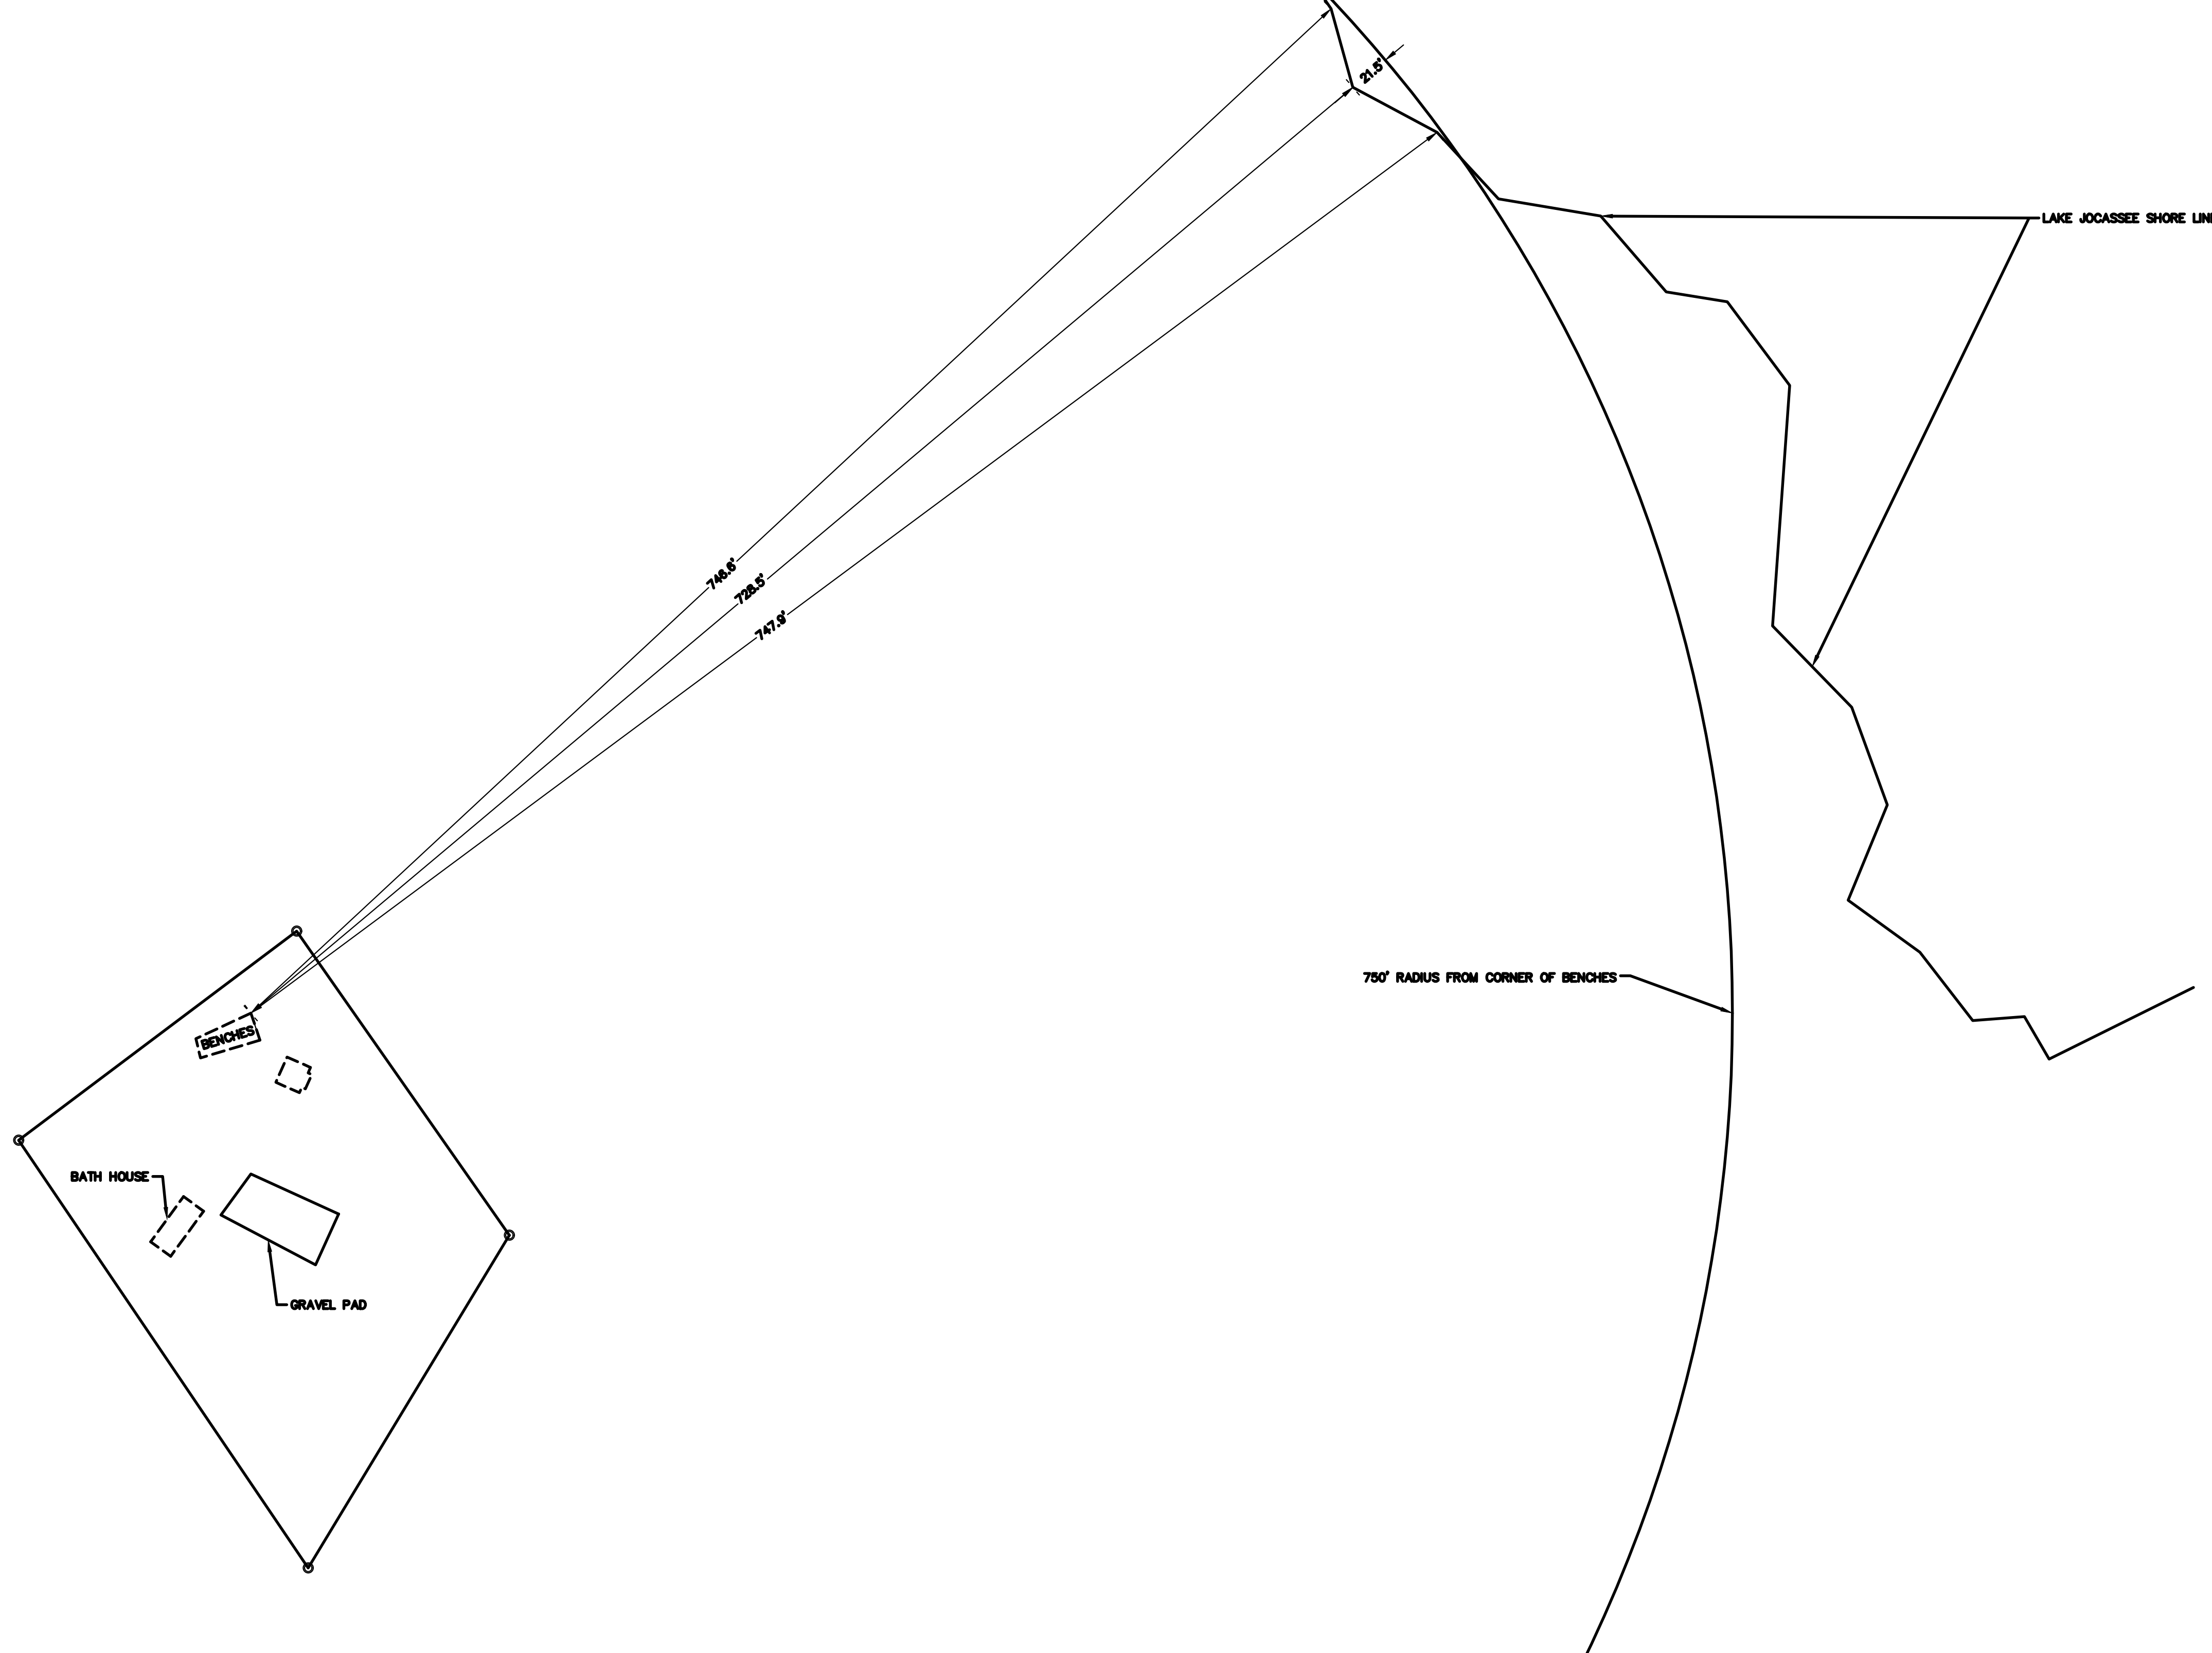 21.5'
LAKE JOCASSEE SHORE LIN
746.6'
728.5'
747.9'
750' RADIUS FROM CORNER OF BENCHES
BENCHES
BATH HOUSE
GRAVEL PAD